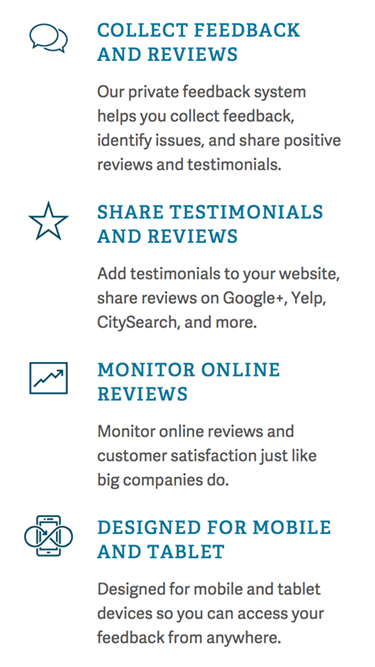 COLLECT FEEDBACK
AND REVIEWS
Our private feedback system
helps you collect feedback,
identify issues, and share positive
reviews and testimonials.
SHARE TESTIMONIALS
AND REVIEWS
Add testimonials to your website,
share reviews on Google+, Yelp,
CitySearch, and more.
MONITOR ONLINE
REVIEWS
Monitor online reviews and
customer satisfaction just like
big companies do.
DESIGNED FOR MOBILE
AND TABLET
Designed for mobile and tablet
devices so you can access your
feedback from anywhere.